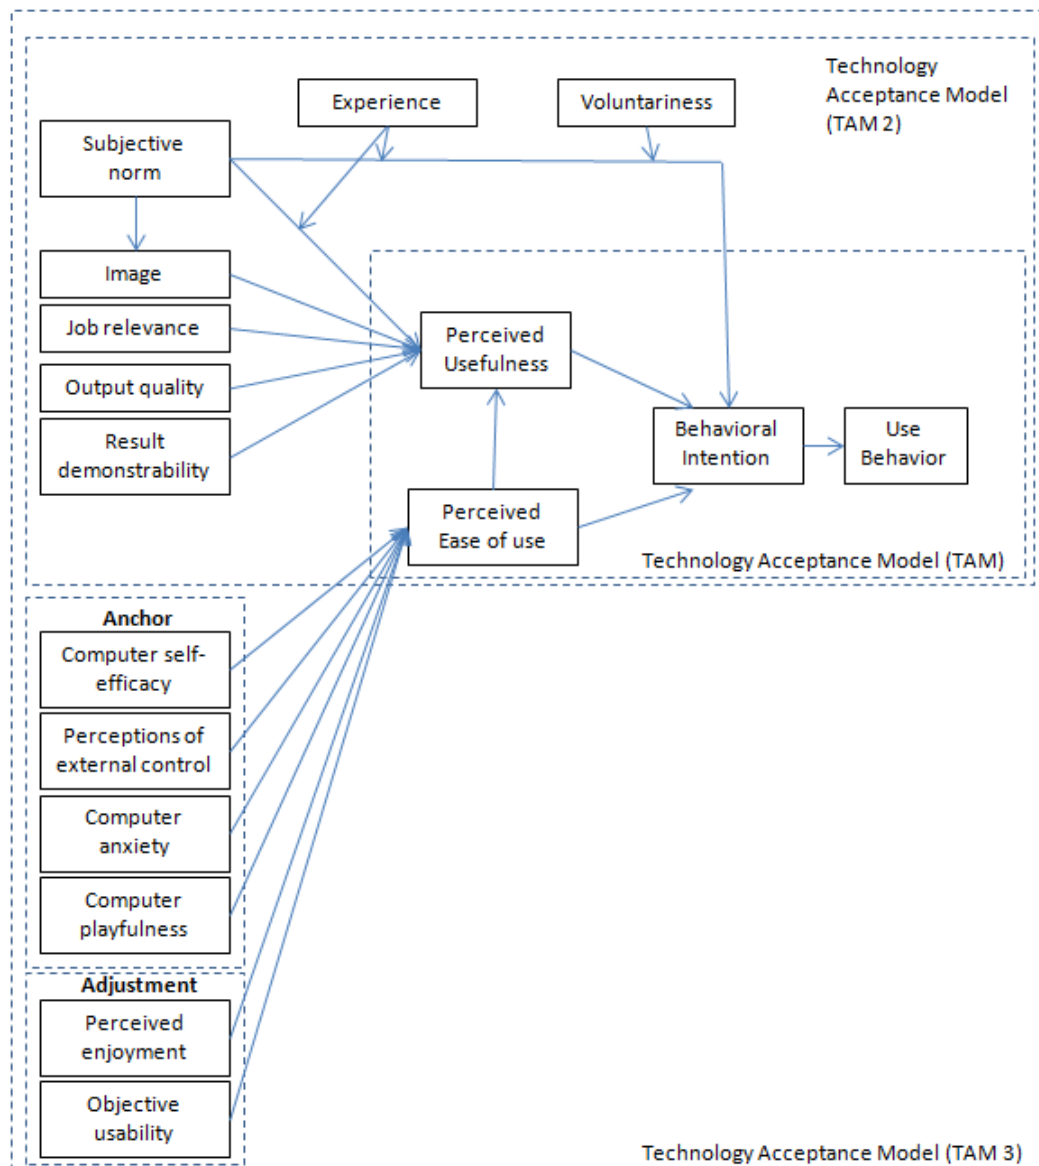 Technology
Acceptance Model
(TAM 2)
Experience
Voluntariness
Subjective
norm
Image
Job relevance
Output quality
Result
demonstrability
Perceived
Usefulness
Behavioral
Intention
Use
Behavior
Perceived
Ease of use
Technology Acceptance Model (TAM)
Anchor
Computer self-
efficacy
Perceptions of
external control
Computer
anxiety
Computer
playfulness
Adjustment
Perceived
enjoyment
Objective
usability
Technology Acceptance Model (TAM 3)